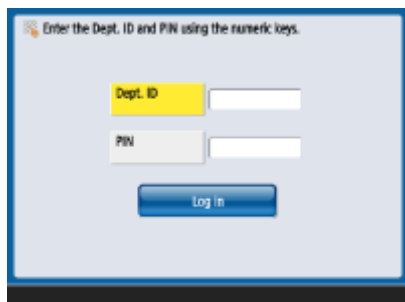 Enter the Dept. ID and PIN using the numeric keys.
Dept. ID
PIN
Log in